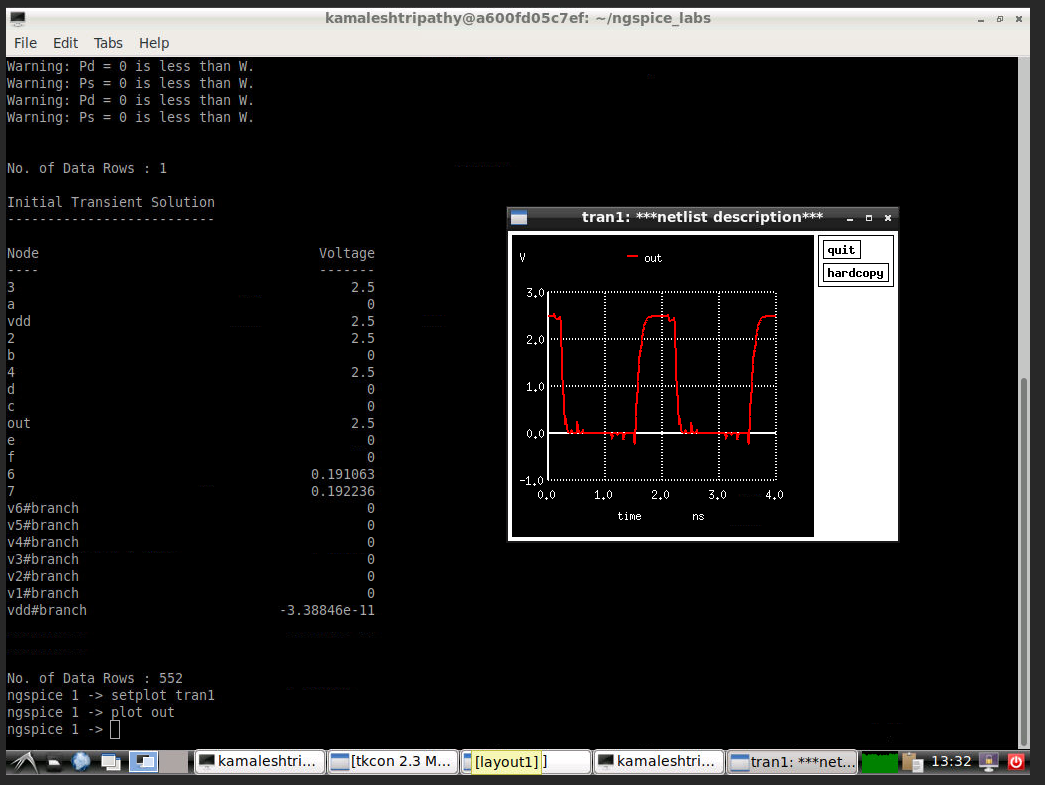 kamaleshtripathy@a600fd05c7ef: ~/ngspice_labs
File Edit Tabs Help
Warning: Pd = 0 is less than W.
Warning: Ps = 0 is less than W.
Warning: Pd = 0 is less than W.
Warning: Ps = 0 is less than W.
No. of Data Rows : 1
Initial Transient Solution
--------------------------
Node Voltage
---- -------
3 2.5
a 0
vdd 2.5
2 2.5
b 0
4 2.5
d 0
c 0
out 2.5
e 0
f 0
6 0.191063
7 0.192236
v6#branch 0
v5#branch 0
v4#branch 0
v3#branch 0
v2#branch 0
v1#branch 0
vdd#branch -3.38846e-11
No. of Data Rows : 552
ngspice 1 -> setplot tran1
ngspice 1 -> plot out
ngspice 1 ->
tran1: ***netlist description***
quit
hardcopy
V
out
3.0
2.0
1.0
0.0
-1.0
0.0 1.0 2.0 3.0 4.0
time ns
kamaleshtri... [tkcon 2.3 M... [layout1] ] kamaleshtri... tran1: ***net... 13:32